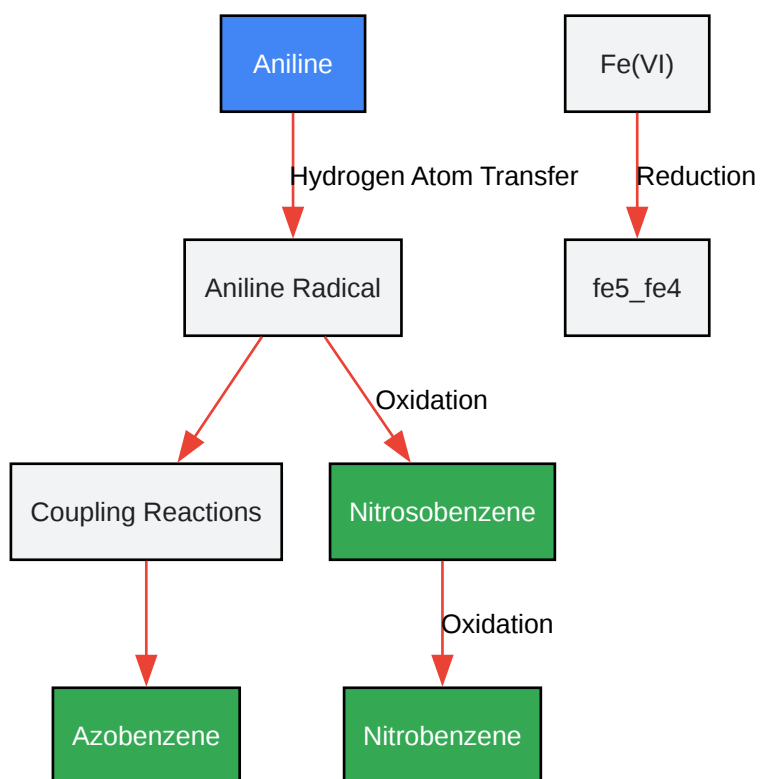 Aniline
Fe(VI)
Hydrogen Atom Transfer
Reduction
Aniline Radical
fe5_fe4
Oxidation
Coupling Reactions
Nitrosobenzene
Oxidation
Azobenzene
Nitrobenzene